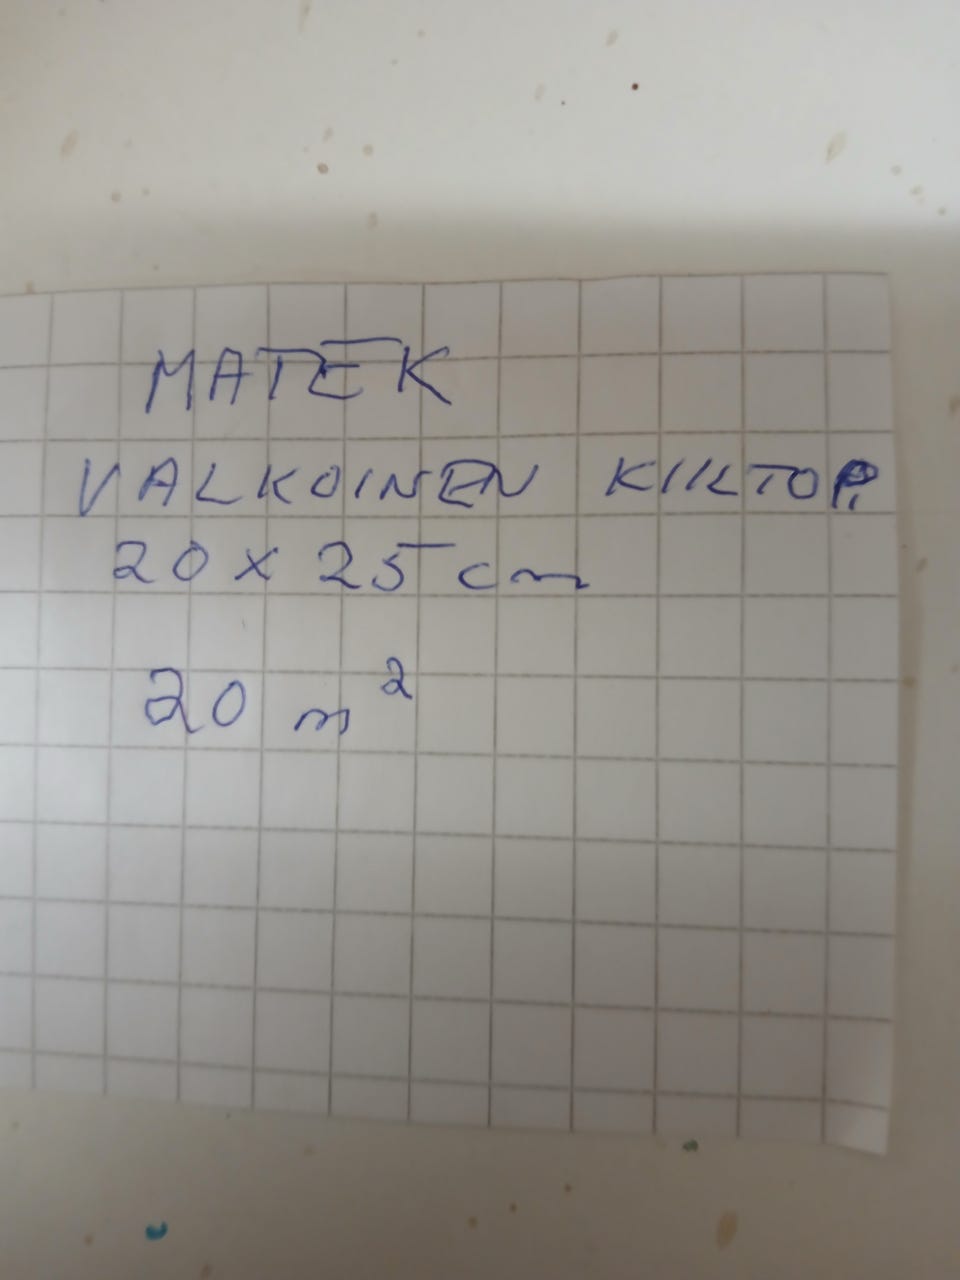 MATEK
VALKOINEN KIILTOP.
20 x 25 cm
20 m²